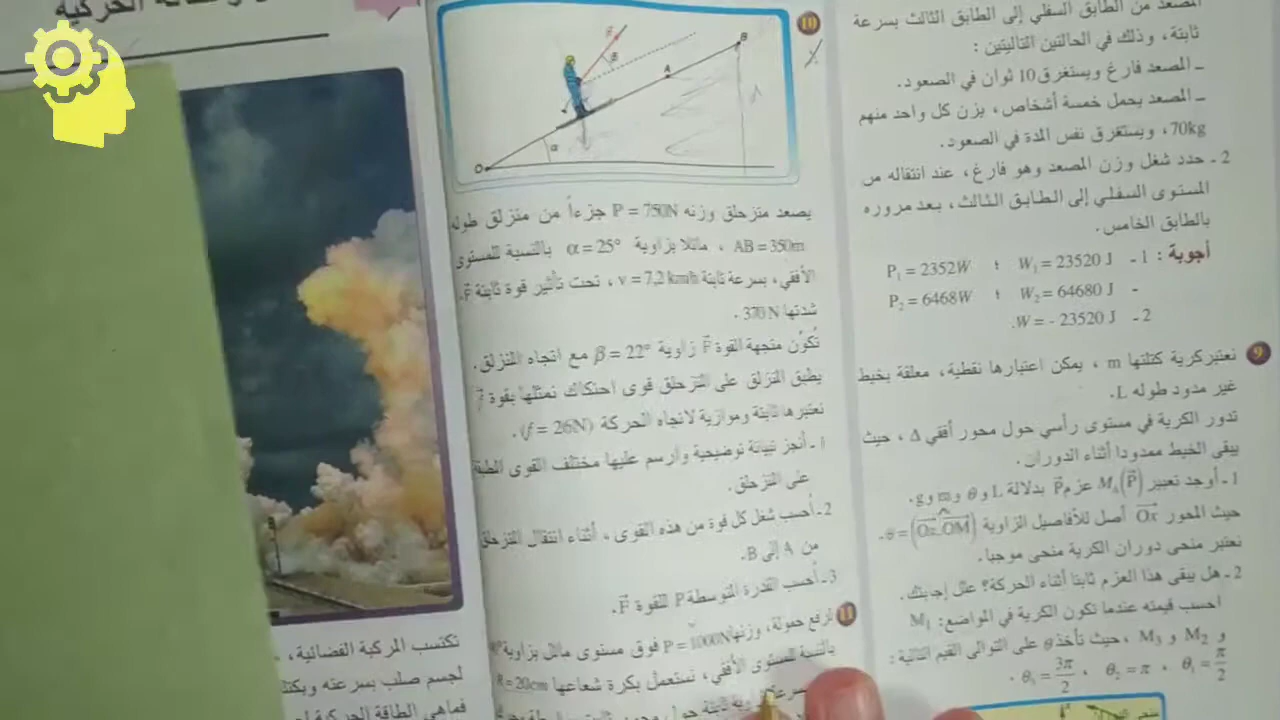 المصعد من الطابق السفلي إلى الطابق الثالث بسرعة
ثابتة، وذلك في الحالتين التاليتين :
ـ المصعد فارغ ويستغرق 10 ثوان في الصعود.
ـ المصعد يحمل خمسة أشخاص، يزن كل واحد منهم
70kg، ويستغرق نفس المدة في الصعود.
2 ـ حدد شغل وزن المصعد وهو فارغ، عند انتقاله من
المستوى السفلي إلى الطابق الثالث، بعد مروره
بالطابق الخامس.
أجوبة : 1 ـ W₁ = 23520 J ؛ P₁ = 2352W
ـ W₂ = 64680 J ؛ P₂ = 6468W
2 ـ W = - 23520 J.
9
نعتبر كرية كتلتها m ، يمكن اعتبارها نقطية، معلقة بخيط
غير مدود طوله L.
تدور الكرية في مستوى رأسي حول محور أفقي Δ ، حيث
يبقى الخيط ممدودا أثناء الدوران.
1 ـ أوجد تعبير M_Δ(P⃗) عزم P⃗ بدلالة L و θ و m و g.
حيث المحور Ox أصل للأفاصيل الزاوية θ = (Ox, OM).
نعتبر منحى دوران الكرية منحى موجبا.
2 ـ هل يبقى هذا العزم ثابتا أثناء الحركة؟ علل إجابتك.
احسب قيمته عندما تكون الكرية في المواضع: M₁
و M₂ و M₃ ، حيث تأخذ θ على التوالي القيم التالية :
θ₁ = π/2 ، θ₂ = π ، θ₃ = 3π/2 .
10
F
β
B
A
α
O
يصعد متزحلق وزنه P = 750N جزءاً من متزلق طوله
AB = 350m ، مائلا بزاوية α = 25° بالنسبة للمستوى
الأفقي، بسرعة ثابتة v = 7,2 km/h ، تحت تأثير قوة ثابتة F⃗
شدتها 370 N .
تُكوِّن متجهة القوة F⃗ زاوية β = 22° مع اتجاه التزلق.
يطبق التزلق على المتزحلق قوى احتكاك نمثلها بقوة f⃗
نعتبرها ثابتة وموازية لاتجاه الحركة (f = 26N).
1 ـ أنجز تبيانة توضيحية وارسم عليها مختلف القوى المطبقة
على المتزحلق.
2 ـ أحسب شغل كل قوة من هذه القوى ، أثناء انتقال المتزحلق
من A إلى B.
3 ـ أحسب القدرة المتوسطة P للقوة F⃗.
11
لرفع حمولة، وزنها P = 1000N فوق مستوى مائل بزاوية
بالنسبة للمستوى الأفقي، نستعمل بكرة شعاعها R = 20cm
تكتسب المركبة الفضائية،
لجسم صلب بسرعته
فماهي الطاقة الحركية